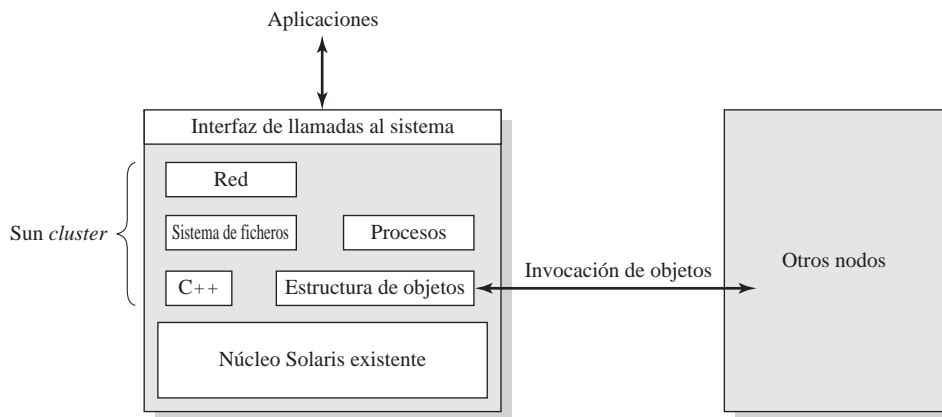 Aplicaciones
Interfaz de llamadas al sistema
Red
Sun cluster
Sistema de ficheros
Procesos
C++
Estructura de objetos
Invocación de objetos
Otros nodos
Núcleo Solaris existente